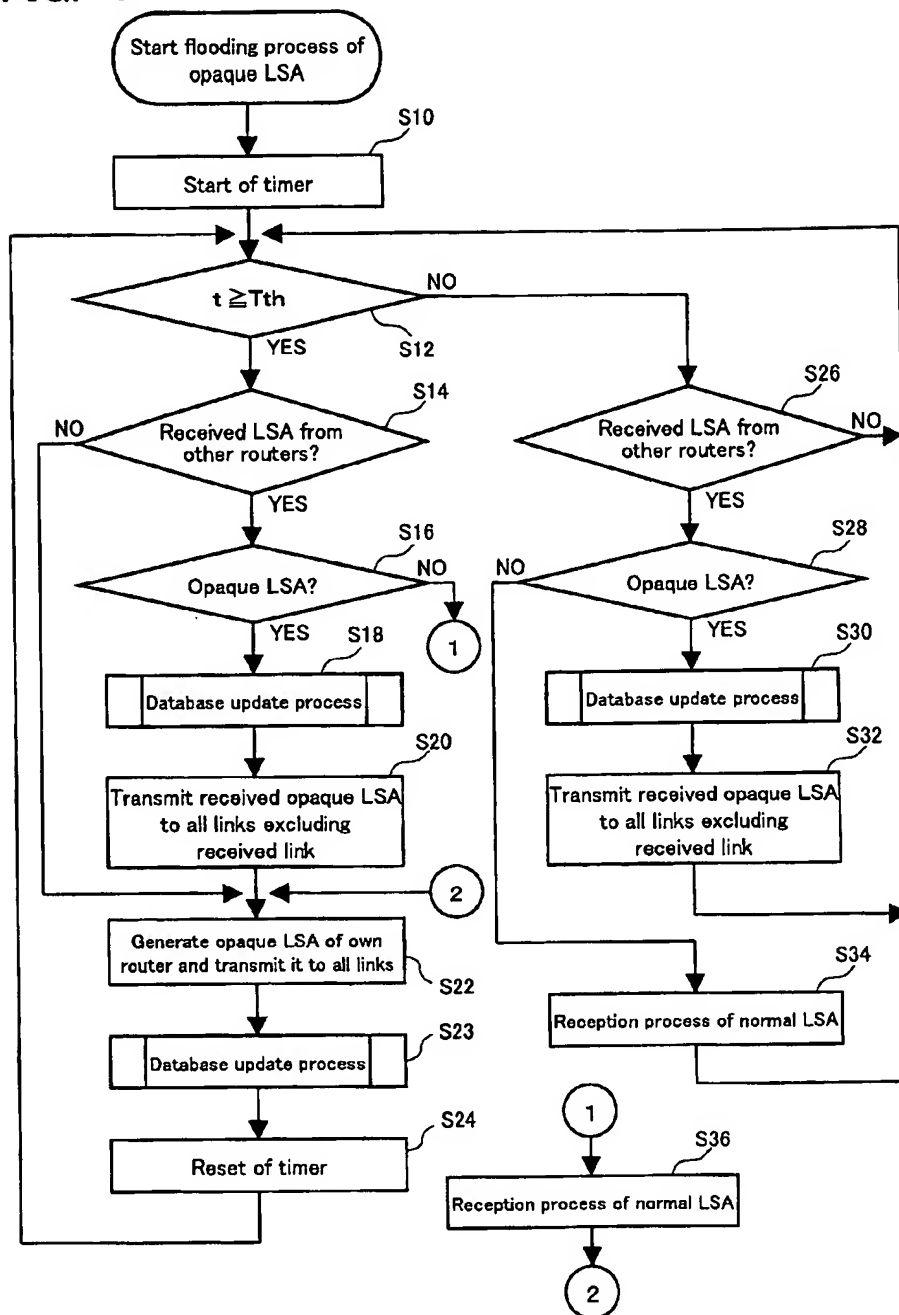 Start flooding process of
opaque LSA
S10
Start of timer
t ≧Tth
NO
S12
YES
S14
NO
Received LSA from
other routers?
YES
S26
Received LSA from
other routers?
NO
YES
S16
Opaque LSA?
NO
YES
1
S28
NO
Opaque LSA?
YES
S18
Database update process
S30
Database update process
S20
Transmit received opaque LSA
to all links excluding
received link
S32
Transmit received opaque LSA
to all links excluding
received link
2
Generate opaque LSA of own
router and transmit it to all links
S22
S34
Reception process of normal LSA
Database update process
S23
S24
Reset of timer
1
S36
Reception process of normal LSA
2